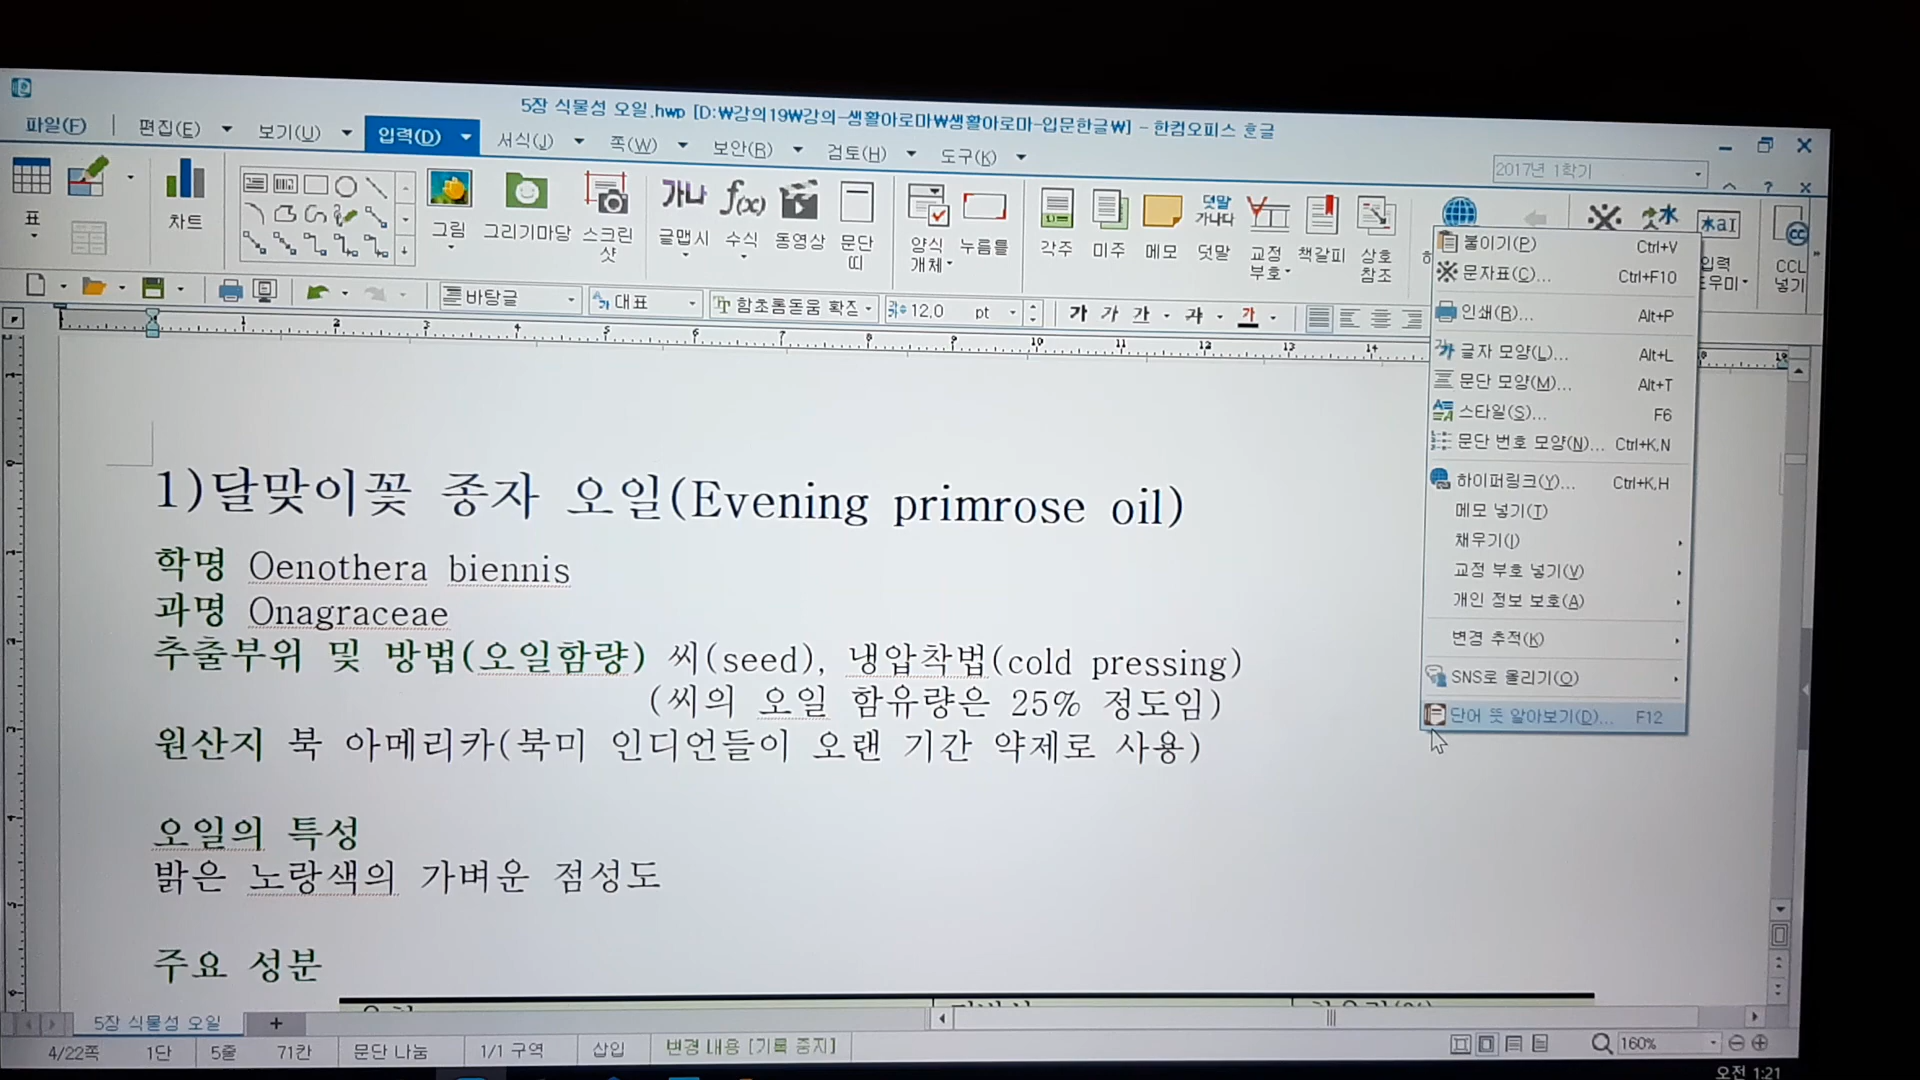 5장 식물성 오일.hwp [D:₩강의19₩강의-생활아로마₩생활아로마-입문한글₩] - 한컴오피스 한글
파일(F) 편집(E) 보기(U) 입력(D) 서식(J) 쪽(W) 보안(R) 검토(H) 도구(K)
2017년 1학기
표 차트 그림 그리기마당 스크린 샷 글맵시 수식 동영상 문단 띠 양식 개체 누름틀 각주 미주 메모 덧말 교정 부호 책갈피 상호 참조 CCL 넣기
바탕글 대표 함초롬돋움 확장 12.0 pt
붙이기(P) Ctrl+V
문자표(C)... Ctrl+F10
인쇄(R)... Alt+P
글자 모양(L)... Alt+L
문단 모양(M)... Alt+T
스타일(S)... F6
문단 번호 모양(N)... Ctrl+K,N
하이퍼링크(Y)... Ctrl+K,H
메모 넣기(T)
채우기(I)
교정 부호 넣기(V)
개인 정보 보호(A)
변경 추적(K)
SNS로 올리기(O)
단어 뜻 알아보기(D)... F12
1)달맞이꽃 종자 오일(Evening primrose oil)
학명 Oenothera biennis
과명 Onagraceae
추출부위 및 방법(오일함량) 씨(seed), 냉압착법(cold pressing)
(씨의 오일 함유량은 25% 정도임)
원산지 북 아메리카(북미 인디언들이 오랜 기간 약제로 사용)
오일의 특성
밝은 노랑색의 가벼운 점성도
주요 성분
5장 식물성 오일
4/22쪽 1단 5줄 71칸 문단 나눔 1/1 구역 삽입 변경 내용 [기록 중지] 160%
오전 1:21